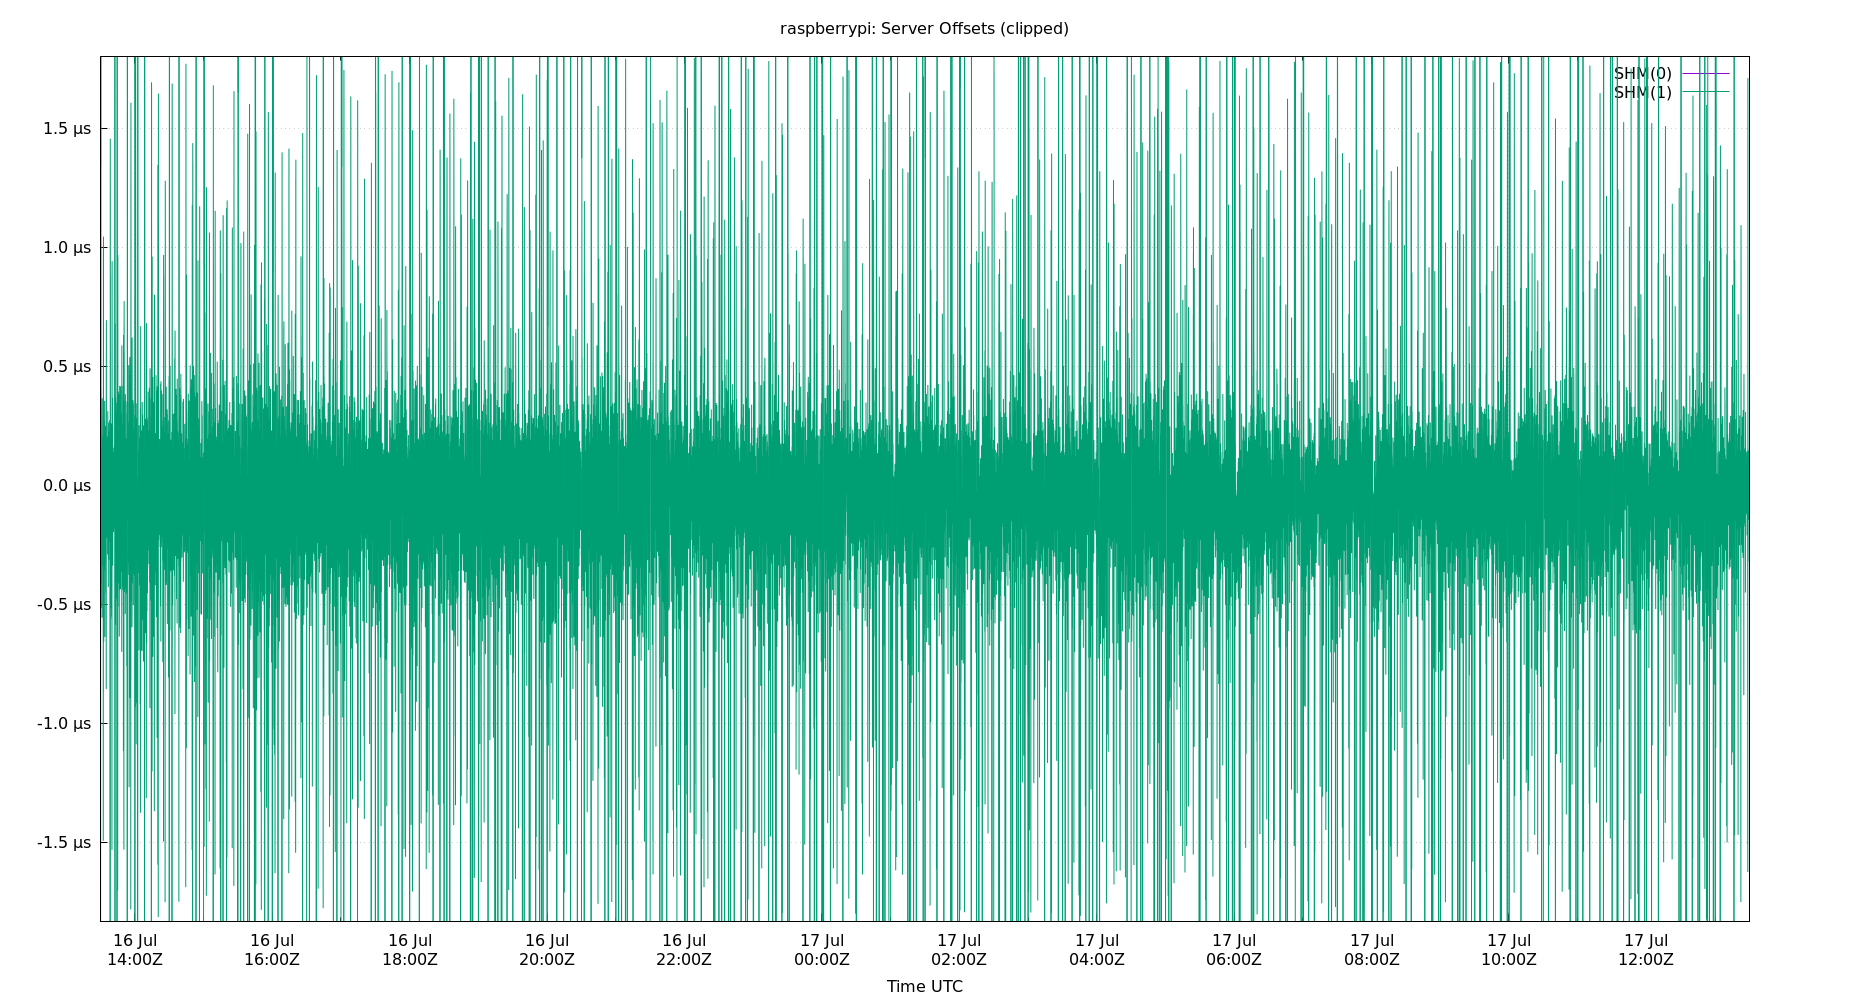 raspberrypi: Server Offsets (clipped)
SHM(0)
SHM(1)
1.5 μs
1.0 μs
0.5 μs
0.0 μs
-0.5 μs
-1.0 μs
-1.5 μs
16 Jul 16 Jul 16 Jul 16 Jul 16 Jul 17 Jul 17 Jul 17 Jul 17 Jul 17 Jul 17 Jul 17 Jul
14:00Z 16:00Z 18:00Z 20:00Z 22:00Z 00:00Z 02:00Z 04:00Z 06:00Z 08:00Z 10:00Z 12:00Z
Time UTC